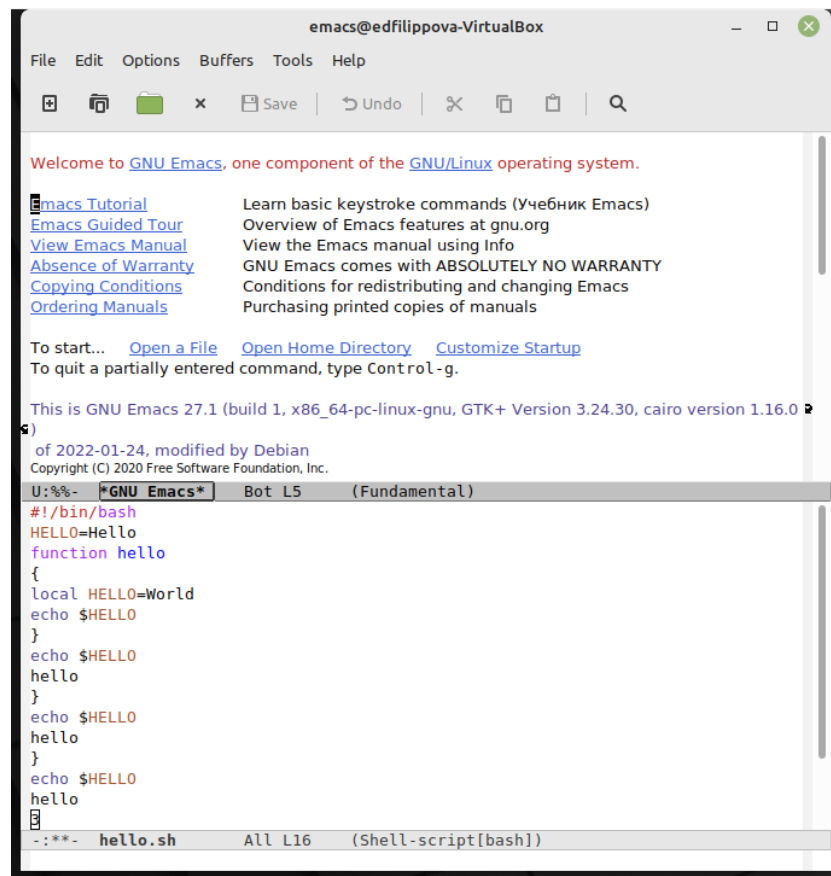 emacs@edfilippova-VirtualBox
File Edit Options Buffers Tools Help
Save Undo
Welcome to GNU Emacs, one component of the GNU/Linux operating system.
Emacs Tutorial Learn basic keystroke commands (Учебник Emacs)
Emacs Guided Tour Overview of Emacs features at gnu.org
View Emacs Manual View the Emacs manual using Info
Absence of Warranty GNU Emacs comes with ABSOLUTELY NO WARRANTY
Copying Conditions Conditions for redistributing and changing Emacs
Ordering Manuals Purchasing printed copies of manuals
To start... Open a File Open Home Directory Customize Startup
To quit a partially entered command, type Control-g.
This is GNU Emacs 27.1 (build 1, x86_64-pc-linux-gnu, GTK+ Version 3.24.30, cairo version 1.16.0
)
of 2022-01-24, modified by Debian
Copyright (C) 2020 Free Software Foundation, Inc.
U:%%- *GNU Emacs* Bot L5 (Fundamental)
#!/bin/bash
HELLO=Hello
function hello
{
local HELLO=World
echo $HELLO
}
echo $HELLO
hello
}
echo $HELLO
hello
}
echo $HELLO
hello
3
-:**- hello.sh All L16 (Shell-script[bash])